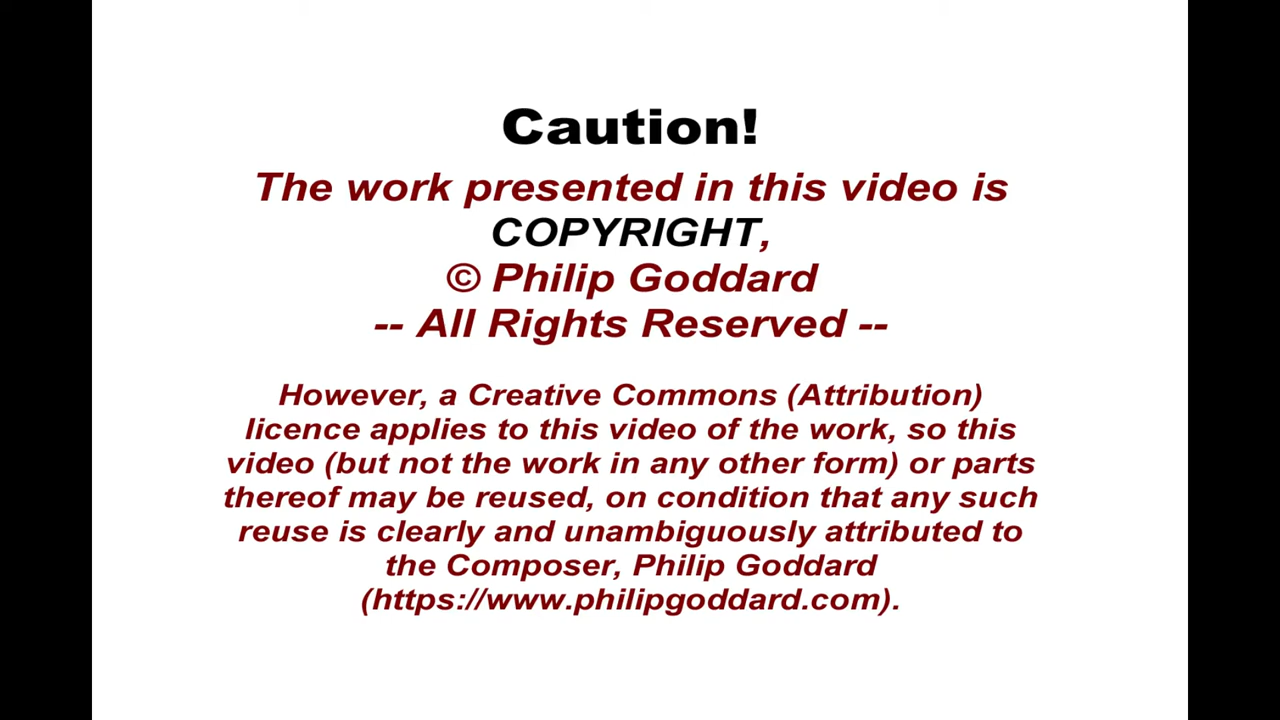 Caution!
The work presented in this video is
COPYRIGHT,
© Philip Goddard
-- All Rights Reserved --
However, a Creative Commons (Attribution)
licence applies to this video of the work, so this
video (but not the work in any other form) or parts
thereof may be reused, on condition that any such
reuse is clearly and unambiguously attributed to
the Composer, Philip Goddard
(https://www.philipgoddard.com).